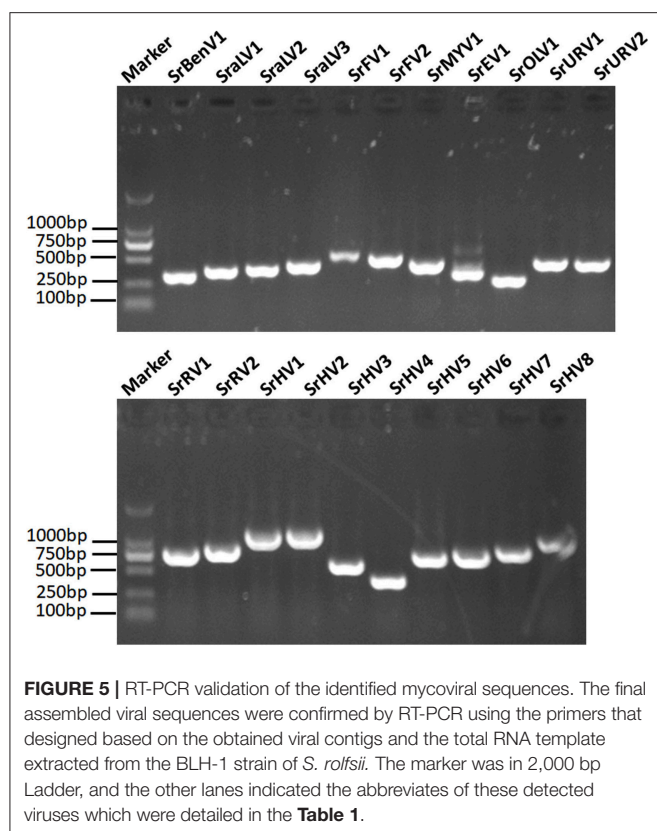 Marker SrBenV1 SraLV1 SraLV2 SraLV3 SrFV1 SrFV2 SrMYV1 SrEV1 SrOLV1 SrURV1 SrURV2
1000bp
750bp
500bp
250bp
100bp
Marker SrRV1 SrRV2 SrHV1 SrHV2 SrHV3 SrHV4 SrHV5 SrHV6 SrHV7 SrHV8
1000bp
750bp
500bp
250bp
100bp
FIGURE 5 | RT-PCR validation of the identified mycoviral sequences. The final
assembled viral sequences were confirmed by RT-PCR using the primers that
designed based on the obtained viral contigs and the total RNA template
extracted from the BLH-1 strain of S. rolfsii. The marker was in 2,000 bp
Ladder, and the other lanes indicated the abbreviates of these detected
viruses which were detailed in the Table 1.